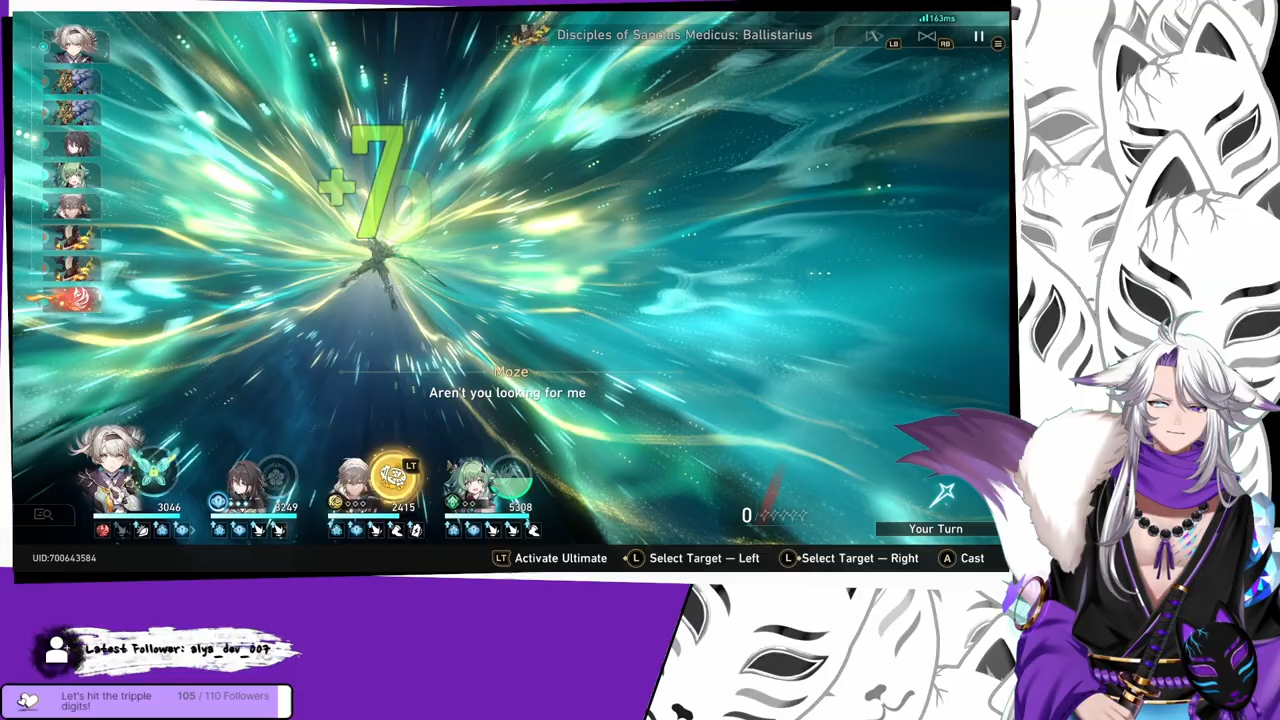 163ms
Disciples of Sanctus Medicus: Ballistarius
LB
RB
+7
Moze
Aren't you looking for me
LT
3046
3249
2415
5308
0
Your Turn
UID:700643584
LT Activate Ultimate
L Select Target — Left
L Select Target — Right
A Cast
Latest Follower: alya_dev_007
Let's hit the tripple digits!
105 / 110 Followers